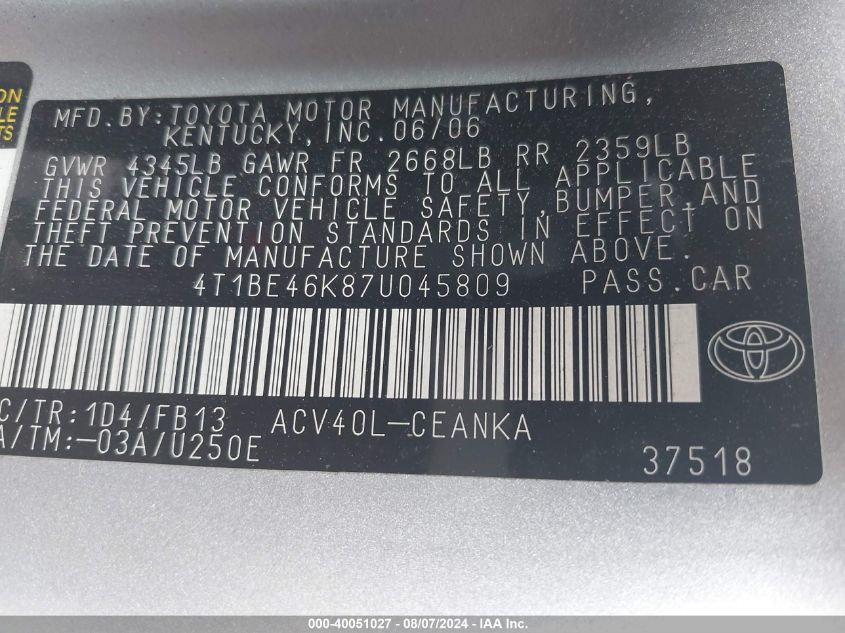 ON
LE
TS
MFD. BY: TOYOTA MOTOR MANUFACTURING,
KENTUCKY, INC. 06/06
GVWR 4345LB GAWR FR 2668LB RR 2359LB
THIS VEHICLE CONFORMS TO ALL APPLICABLE
FEDERAL MOTOR VEHICLE SAFETY, BUMPER, AND
THEFT PREVENTION STANDARDS IN EFFECT ON
THE DATE OF MANUFACTURE SHOWN ABOVE.
4T1BE46K87U045809 PASS. CAR
C/TR: 1D4/FB13 ACV40L-CEANKA
A/TM: -03A/U250E
37518
000-40051027 - 08/07/2024 - IAA Inc.